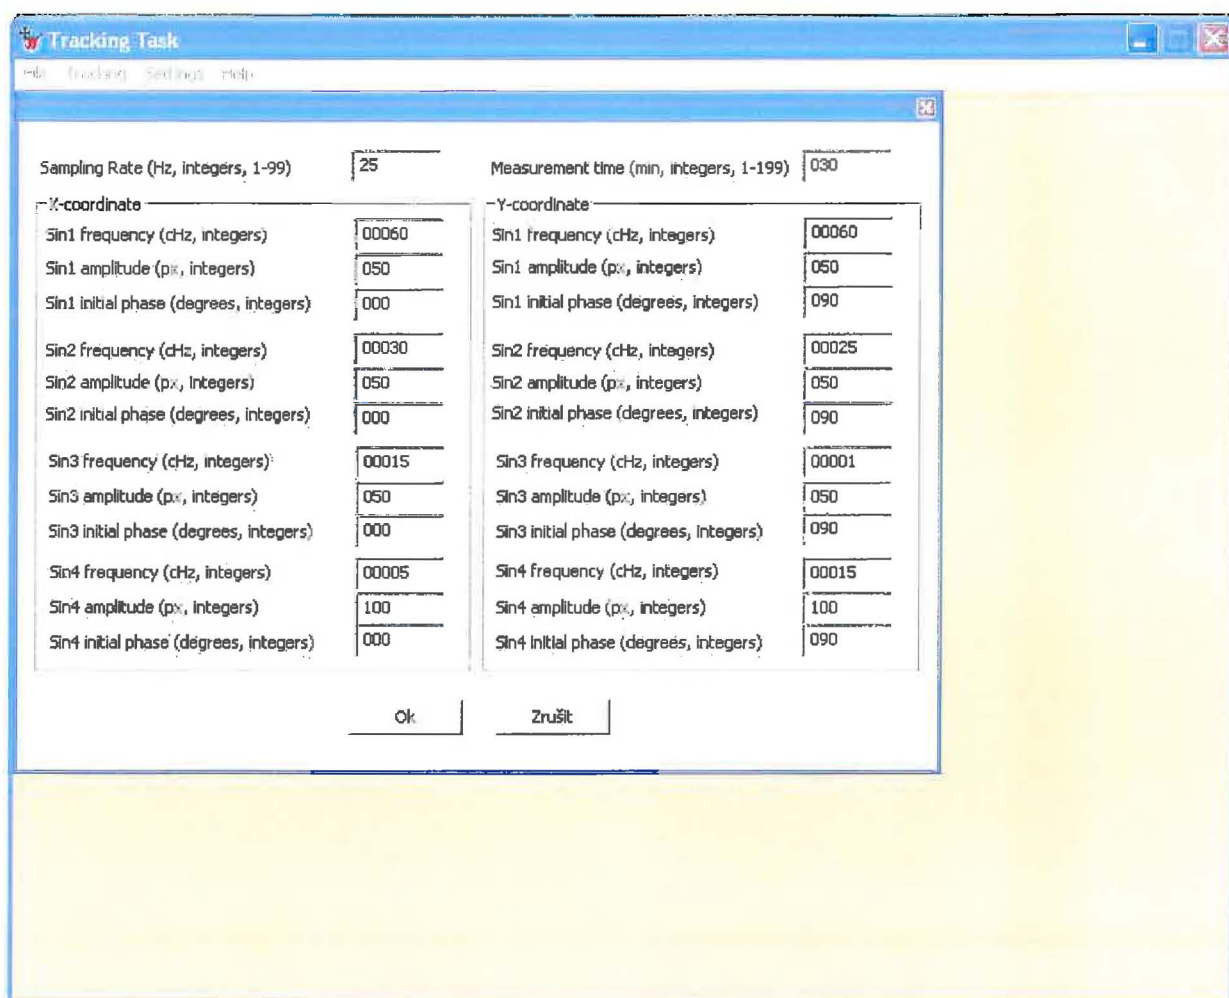 Tracking Task
File Tracking Settings Help
Sampling Rate (Hz, integers, 1-99) 25 Measurement time (min, integers, 1-199) 030
X-coordinate Y-coordinate
Sin1 frequency (cHz, integers) 00060 Sin1 frequency (cHz, integers) 00060
Sin1 amplitude (px, integers) 050 Sin1 amplitude (px, integers) 050
Sin1 initial phase (degrees, integers) 000 Sin1 initial phase (degrees, integers) 090
Sin2 frequency (cHz, integers) 00030 Sin2 frequency (cHz, integers) 00025
Sin2 amplitude (px, integers) 050 Sin2 amplitude (px, integers) 050
Sin2 initial phase (degrees, integers) 000 Sin2 initial phase (degrees, integers) 090
Sin3 frequency (cHz, integers) 00015 Sin3 frequency (cHz, integers) 00001
Sin3 amplitude (px, integers) 050 Sin3 amplitude (px, integers) 050
Sin3 initial phase (degrees, integers) 000 Sin3 initial phase (degrees, integers) 090
Sin4 frequency (cHz, integers) 00005 Sin4 frequency (cHz, integers) 00015
Sin4 amplitude (px, integers) 100 Sin4 amplitude (px, integers) 100
Sin4 initial phase (degrees, integers) 000 Sin4 initial phase (degrees, integers) 090
Ok Zrušit